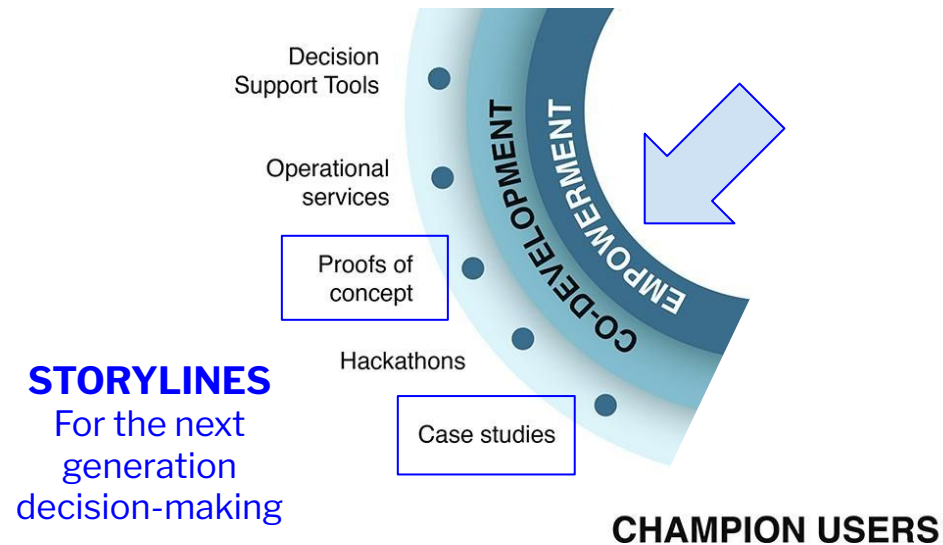 Decision
Support Tools
Operational
services
Proofs of
concept
Hackathons
Case studies
CO-DEVELOPMENT
EMPOWERMENT
STORYLINES
For the next
generation
decision-making
CHAMPION USERS